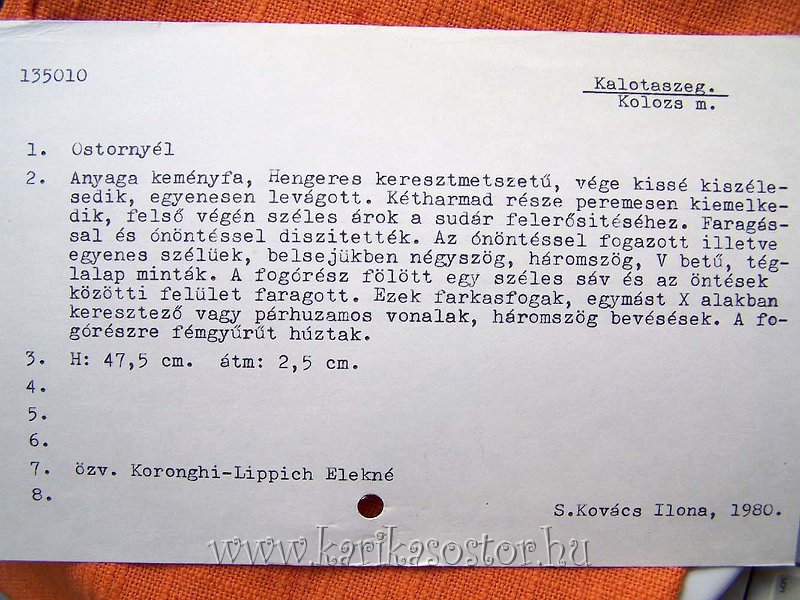 135010
Kalotaszeg.
Kolozs m.
1. Ostornyél
2. Anyaga keményfa, Hengeres keresztmetszetű, vége kissé kiszéle-
sedik, egyenesen levágott. Kétharmad része peremesen kiemelke-
dik, felső végén széles árok a sudár felerősitéséhez. Faragás-
sal és ónöntéssel diszitették. Az ónöntéssel fogazott illetve
egyenes szélüek, belsejükben négyszög, háromszög, V betű, tég-
lalap minták. A fogórész fölött egy széles sáv és az öntések
közötti felület faragott. Ezek farkasfogak, egymást X alakban
keresztező vagy párhuzamos vonalak, háromszög bevésések. A fo-
górészre fémgyűrűt húztak.
3. H: 47,5 cm. átm: 2,5 cm.
4.
5.
6.
7. özv. Koronghi-Lippich Elekné
8.
S.Kovács Ilona, 1980.
www.karikasostor.hu